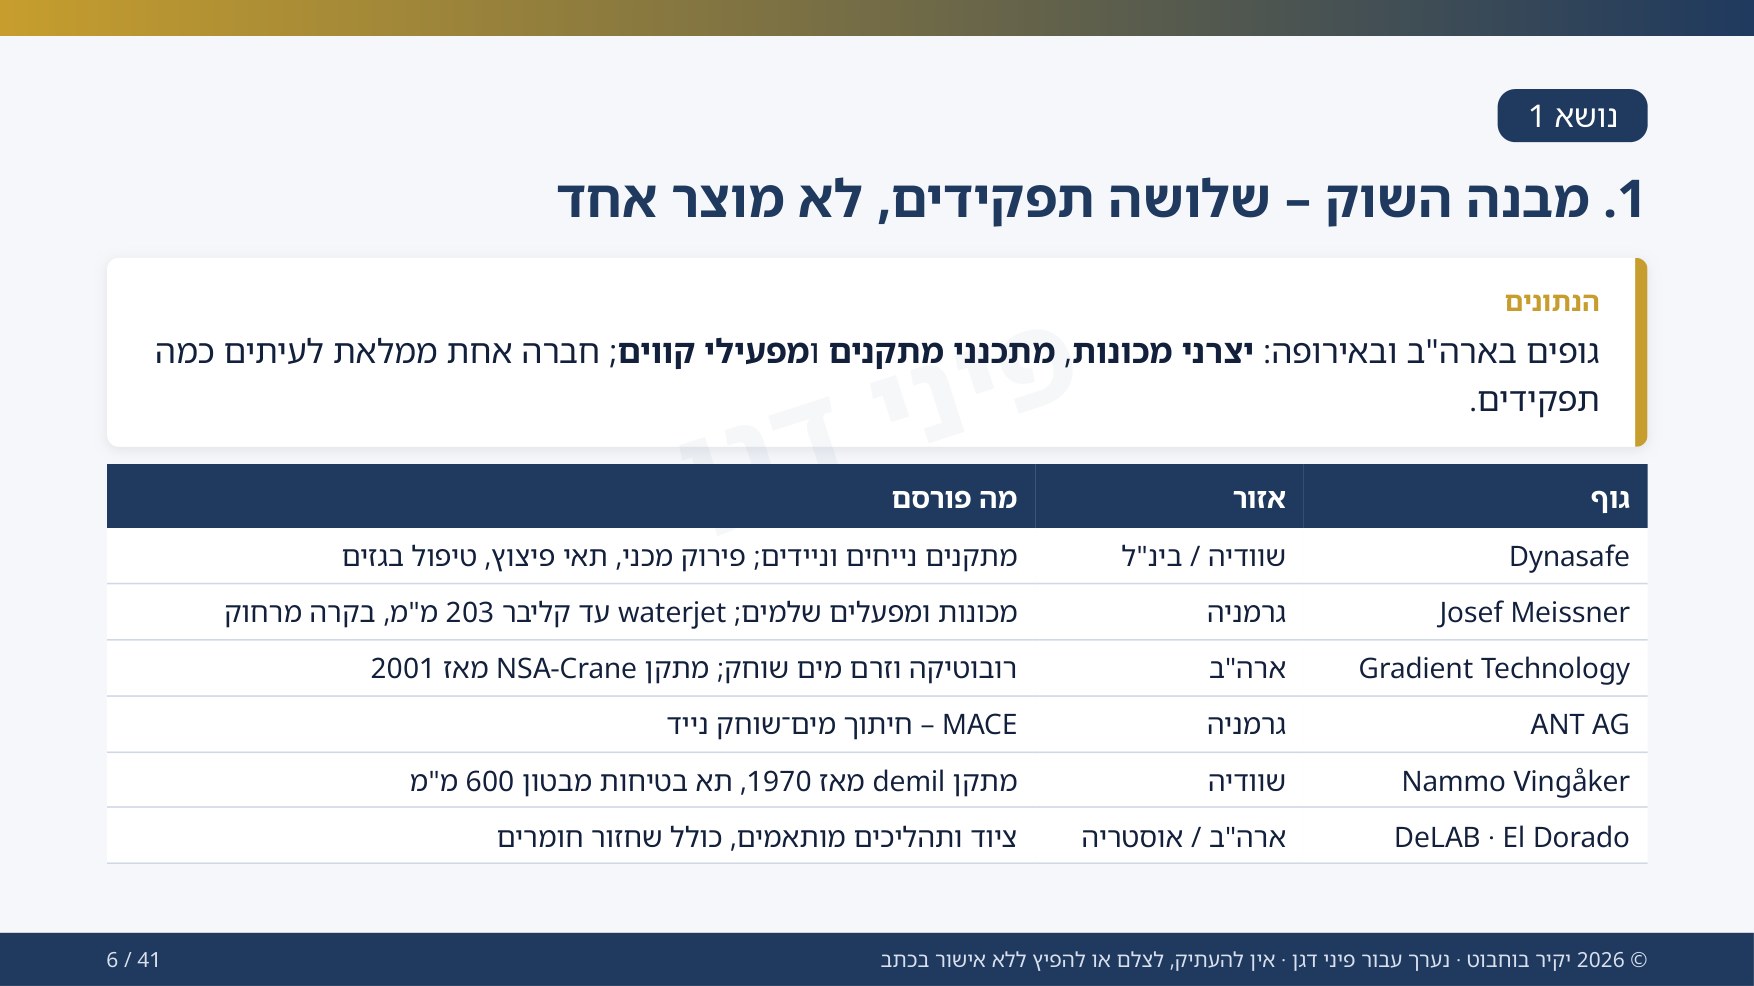 נושא 1
1. מבנה השוק – שלושה תפקידים, לא מוצר אחד
הנתונים
גופים בארה"ב ובאירופה: יצרני מכונות, מתכנני מתקנים ומפעילי קווים; חברה אחת ממלאת לעיתים כמה
תפקידים.
פיני דגן
גוף אזור מה פורסם
Dynasafe שוודיה / בינ"ל מתקנים נייחים וניידים; פירוק מכני, תאי פיצוץ, טיפול בגזים
Josef Meissner גרמניה מכונות ומפעלים שלמים; waterjet עד קליבר 203 מ"מ, בקרה מרחוק
Gradient Technology ארה"ב רובוטיקה וזרם מים שוחק; מתקן NSA-Crane מאז 2001
ANT AG גרמניה MACE – חיתוך מים־שוחק נייד
Nammo Vingåker שוודיה מתקן demil מאז 1970, תא בטיחות מבטון 600 מ"מ
DeLAB · El Dorado ארה"ב / אוסטריה ציוד ותהליכים מותאמים, כולל שחזור חומרים
© 2026 יקיר בוחבוט · נערך עבור פיני דגן · אין להעתיק, לצלם או להפיץ ללא אישור בכתב
6 / 41